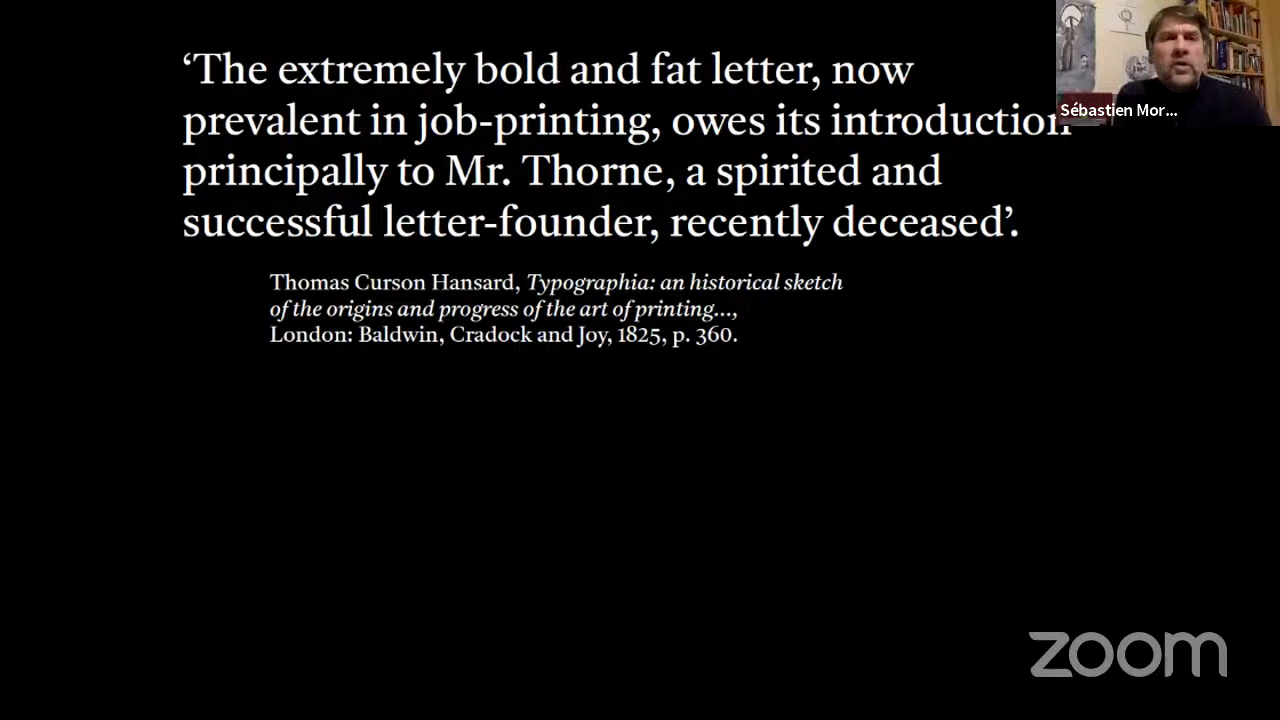 ‘The extremely bold and fat letter, now
prevalent in job-printing, owes its introduction
principally to Mr. Thorne, a spirited and
successful letter-founder, recently deceased’.
Thomas Curson Hansard, Typographia: an historical sketch
of the origins and progress of the art of printing...,
London: Baldwin, Cradock and Joy, 1825, p. 360.
Sébastien Mor...
zoom